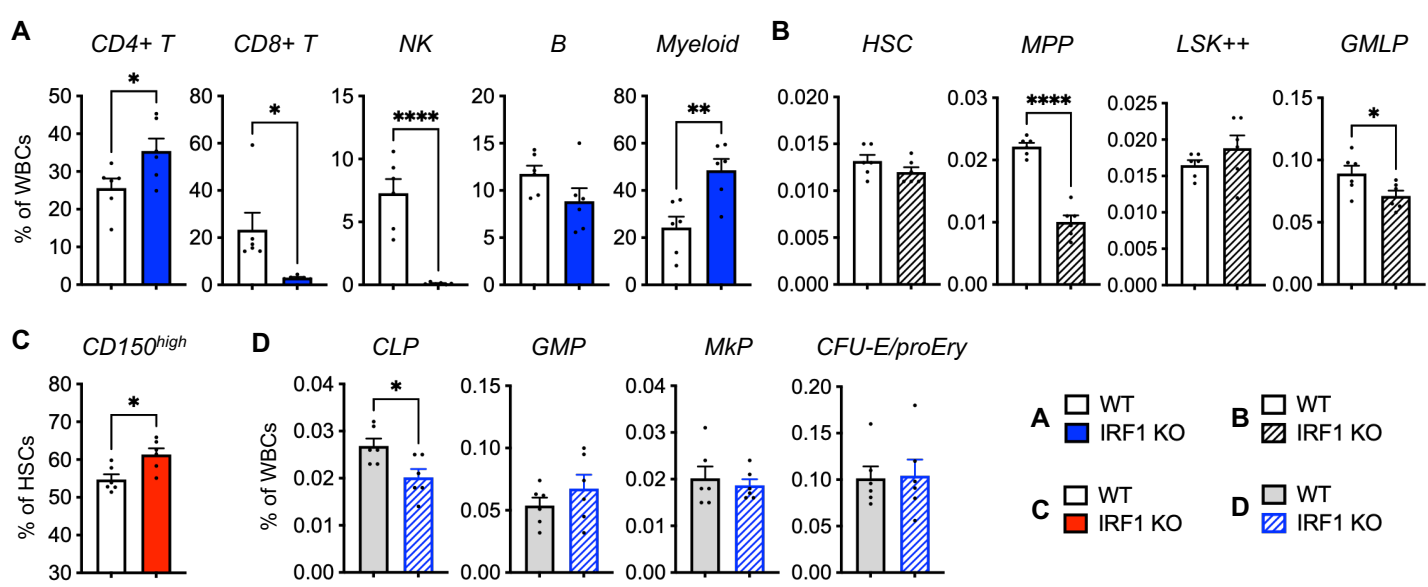 A
CD4+ T
CD8+ T
NK
B
Myeloid
B
HSC
MPP
LSK++
GMLP
% of WBCs
50
40
30
20
10
0
*
80
60
40
20
0
*
15
10
5
0
****
20
15
10
5
0
80
60
40
20
0
**
0.020
0.015
0.010
0.005
0.000
0.03
0.02
0.01
0.00
****
0.025
0.020
0.015
0.010
0.005
0.000
0.15
0.10
0.05
0.00
*
C
CD150high
D
CLP
GMP
MkP
CFU-E/proEry
% of HSCs
80
70
60
50
40
30
*
% of WBCs
0.04
0.03
0.02
0.01
0.00
*
0.15
0.10
0.05
0.00
0.04
0.03
0.02
0.01
0.00
0.20
0.15
0.10
0.05
0.00
A
WT
IRF1 KO
B
WT
IRF1 KO
C
WT
IRF1 KO
D
WT
IRF1 KO